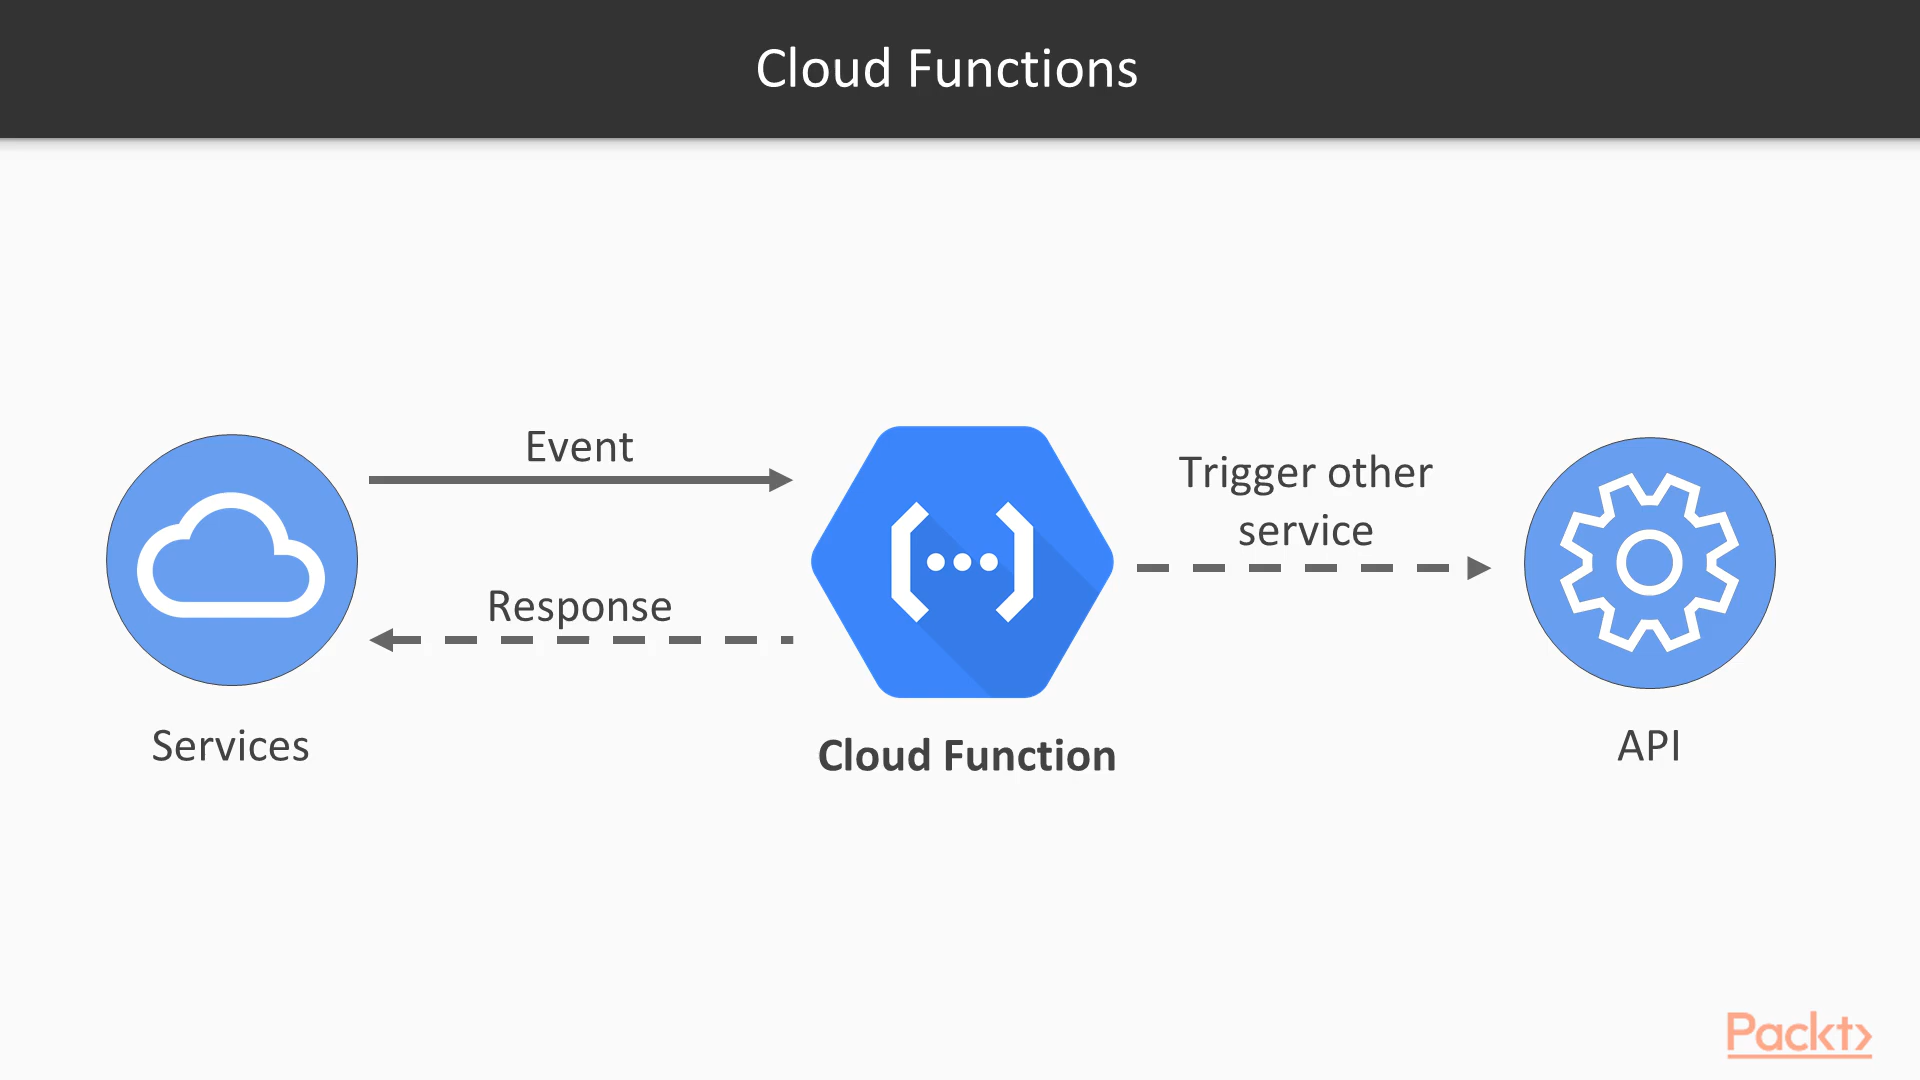 Cloud Functions
Event
Trigger other
service
Response
Services
Cloud Function
API
Packt